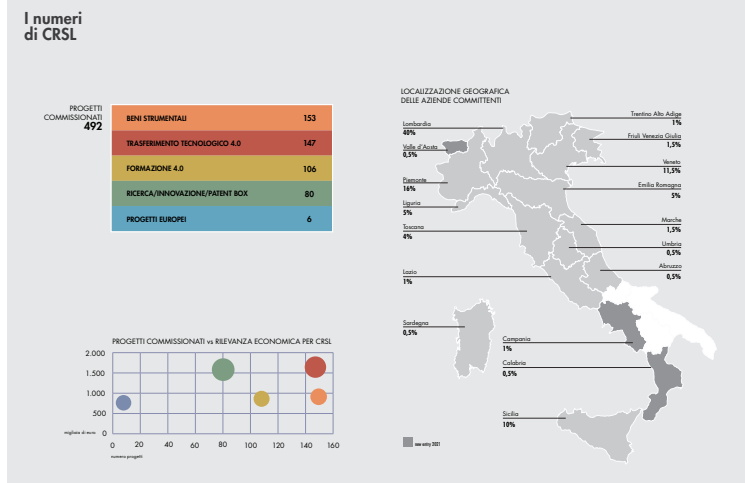 I numeri
di CRSL
PROGETTI
COMMISSIONATI
492
BENI STRUMENTALI 153
TRASFERIMENTO TECNOLOGICO 4.0 147
FORMAZIONE 4.0 106
RICERCA/INNOVAZIONE/PATENT BOX 80
PROGETTI EUROPEI 6
PROGETTI COMMISSIONATI vs RILEVANZA ECONOMICA PER CRSL
2.000
1.500
1.000
500
migliaia di euro 0
0 20 40 60 80 100 120 140 160
numero progetti
LOCALIZZAZIONE GEOGRAFICA
DELLE AZIENDE COMMITTENTI
Lombardia
40%
Valle d'Aosta
0,5%
Piemonte
16%
Liguria
5%
Toscana
4%
Lazio
1%
Sardegna
0,5%
Trentino Alto Adige
1%
Friuli Venezia Giulia
1,5%
Veneto
11,5%
Emilia Romagna
5%
Marche
1,5%
Umbria
0,5%
Abruzzo
0,5%
Campania
1%
Calabria
0,5%
Sicilia
10%
new entry 2021